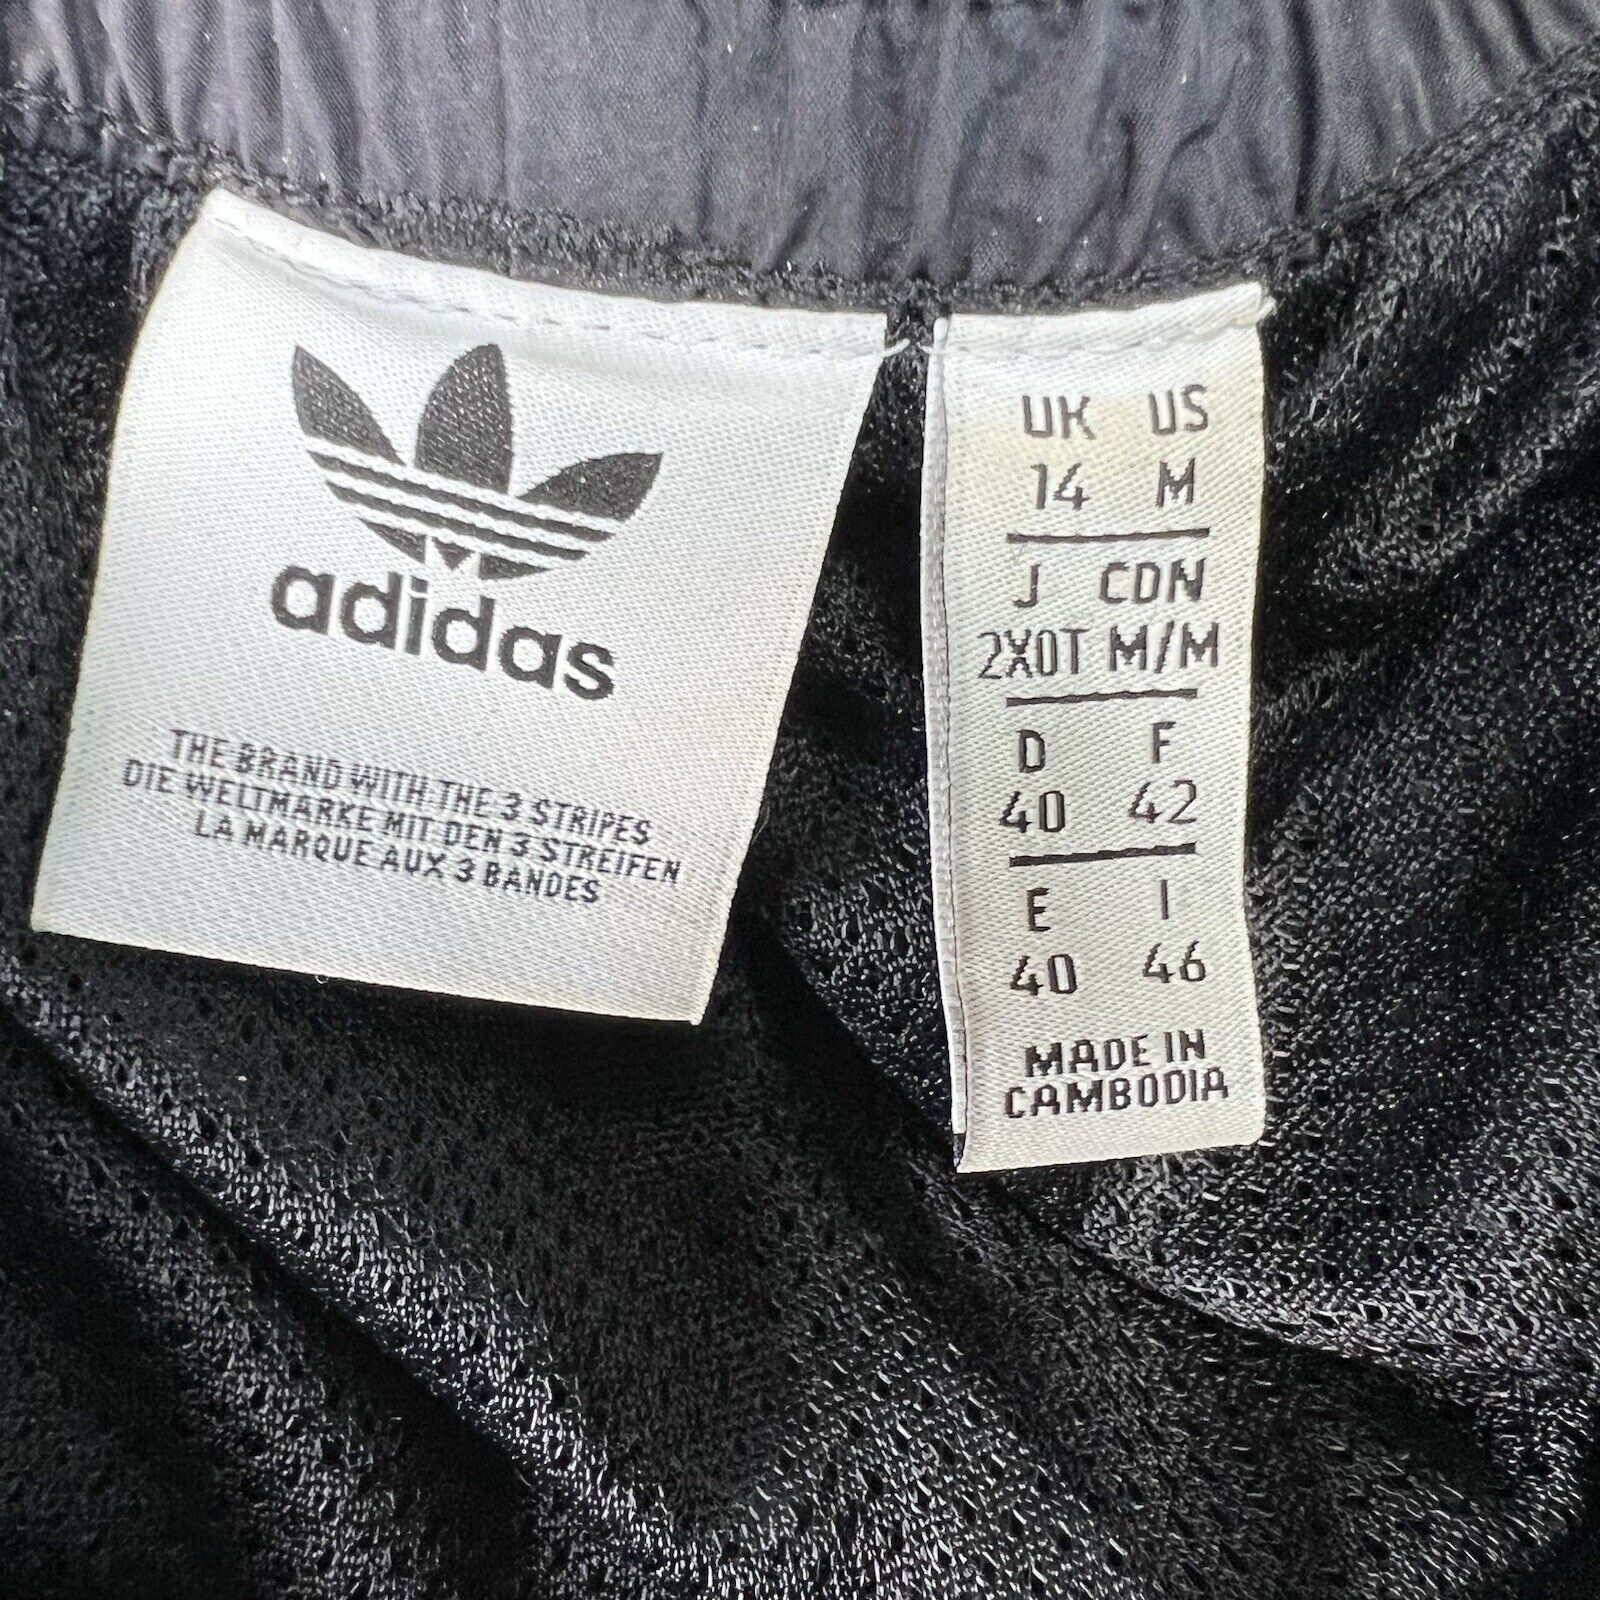 adidas
THE BRAND WITH THE 3 STRIPES
DIE WELTMARKE MIT DEN 3 STREIFEN
LA MARQUE AUX 3 BANDES
UK US
14 M
J CDN
2XOT M/M
D F
40 42
E I
40 46
MADE IN
CAMBODIA